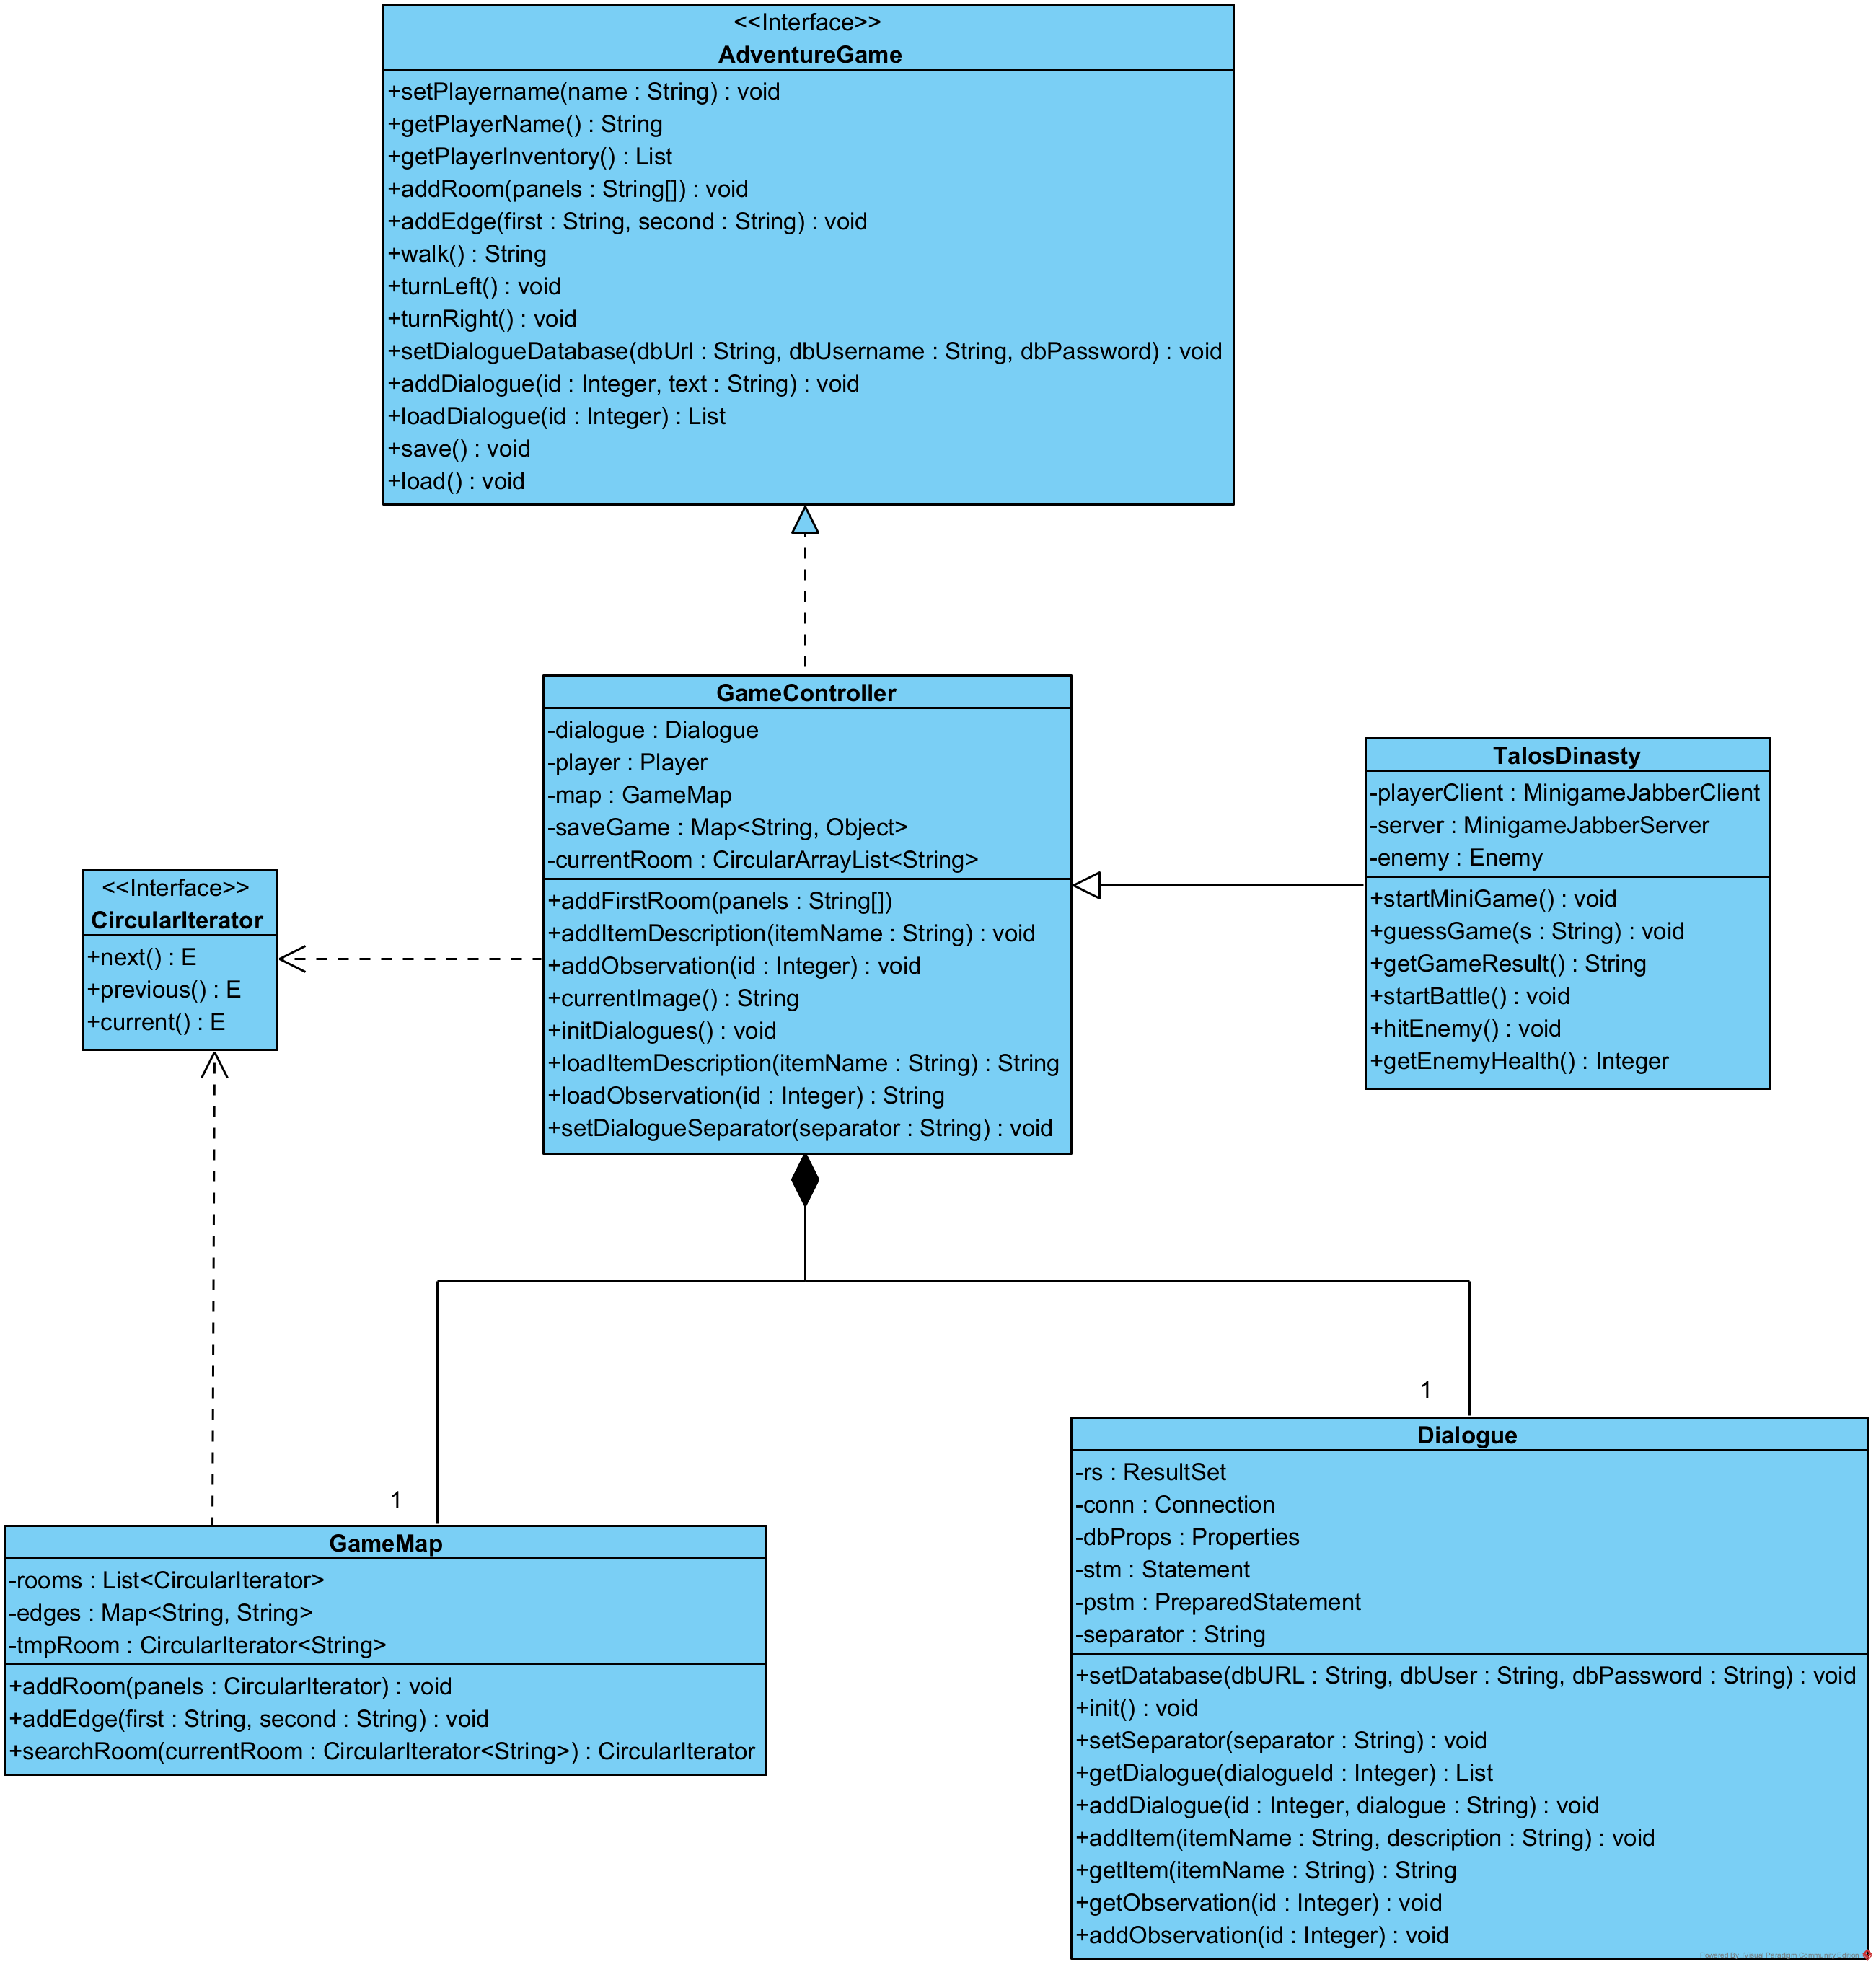 <<Interface>>
AdventureGame
+setPlayername(name : String) : void
+getPlayerName() : String
+getPlayerInventory() : List
+addRoom(panels : String[]) : void
+addEdge(first : String, second : String) : void
+walk() : String
+turnLeft() : void
+turnRight() : void
+setDialogueDatabase(dbUrl : String, dbUsername : String, dbPassword) : void
+addDialogue(id : Integer, text : String) : void
+loadDialogue(id : Integer) : List
+save() : void
+load() : void
GameController
-dialogue : Dialogue
-player : Player
-map : GameMap
-saveGame : Map<String, Object>
-currentRoom : CircularArrayList<String>
+addFirstRoom(panels : String[])
+addItemDescription(itemName : String) : void
+addObservation(id : Integer) : void
+currentImage() : String
+initDialogues() : void
+loadItemDescription(itemName : String) : String
+loadObservation(id : Integer) : String
+setDialogueSeparator(separator : String) : void
TalosDinasty
-playerClient : MinigameJabberClient
-server : MinigameJabberServer
-enemy : Enemy
+startMiniGame() : void
+guessGame(s : String) : void
+getGameResult() : String
+startBattle() : void
+hitEnemy() : void
+getEnemyHealth() : Integer
<<Interface>>
CircularIterator
+next() : E
+previous() : E
+current() : E
1
1
GameMap
-rooms : List<CircularIterator>
-edges : Map<String, String>
-tmpRoom : CircularIterator<String>
+addRoom(panels : CircularIterator) : void
+addEdge(first : String, second : String) : void
+searchRoom(currentRoom : CircularIterator<String>) : CircularIterator
Dialogue
-rs : ResultSet
-conn : Connection
-dbProps : Properties
-stm : Statement
-pstm : PreparedStatement
-separator : String
+setDatabase(dbURL : String, dbUser : String, dbPassword : String) : void
+init() : void
+setSeparator(separator : String) : void
+getDialogue(dialogueId : Integer) : List
+addDialogue(id : Integer, dialogue : String) : void
+addItem(itemName : String, description : String) : void
+getItem(itemName : String) : String
+getObservation(id : Integer) : void
+addObservation(id : Integer) : void
Powered By: Visual Paradigm Community Edition